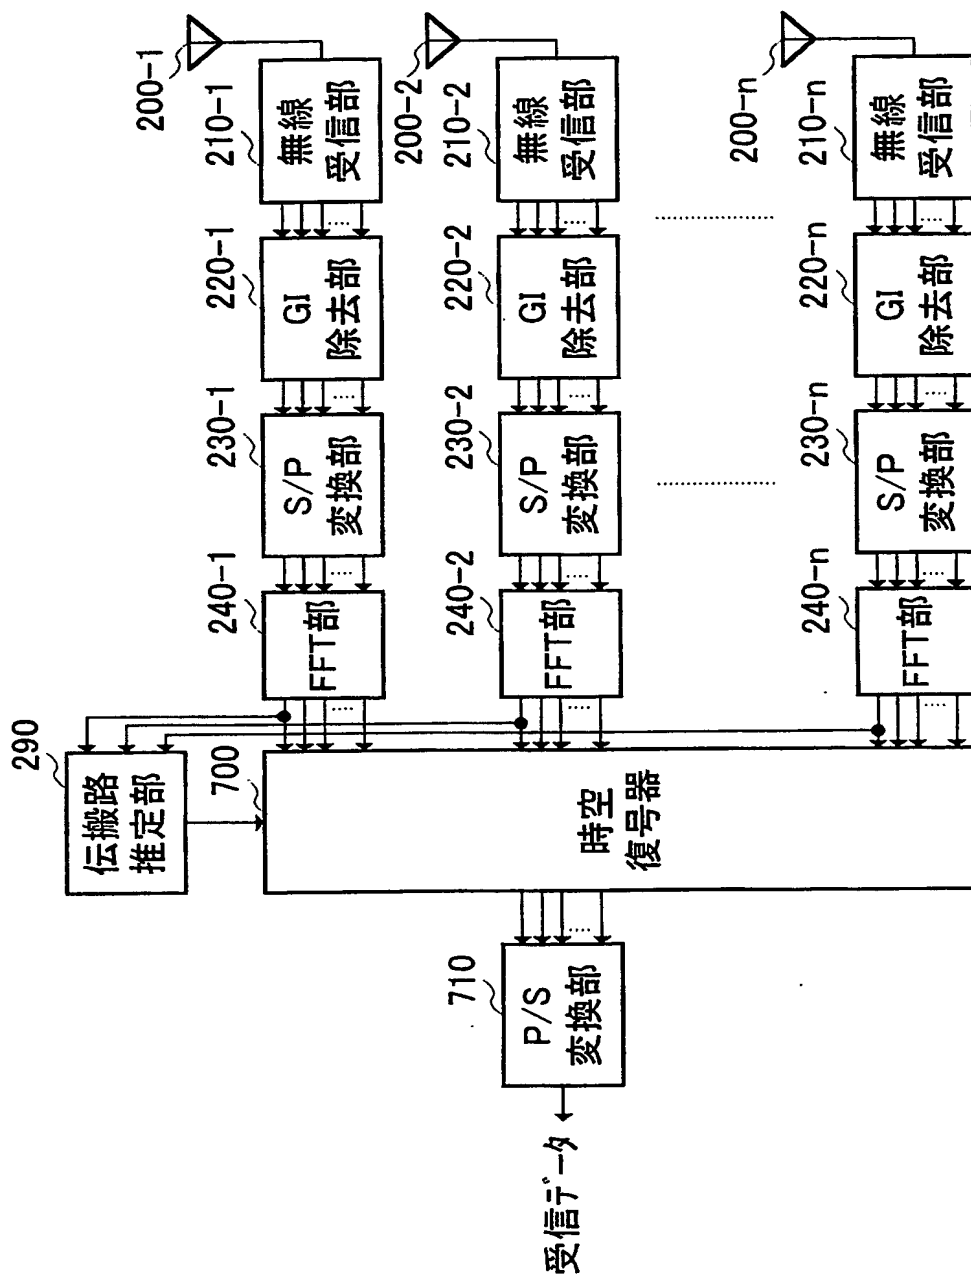 200-1
210-1
無線
受信部
220-1
GI
除去部
230-1
S/P
変換部
240-1
FFT部
200-2
210-2
無線
受信部
220-2
GI
除去部
230-2
S/P
変換部
240-2
FFT部
200-n
210-n
無線
受信部
220-n
GI
除去部
230-n
S/P
変換部
240-n
FFT部
290
伝搬路
推定部
700
時空
復号器
710
P/S
変換部
受信データ